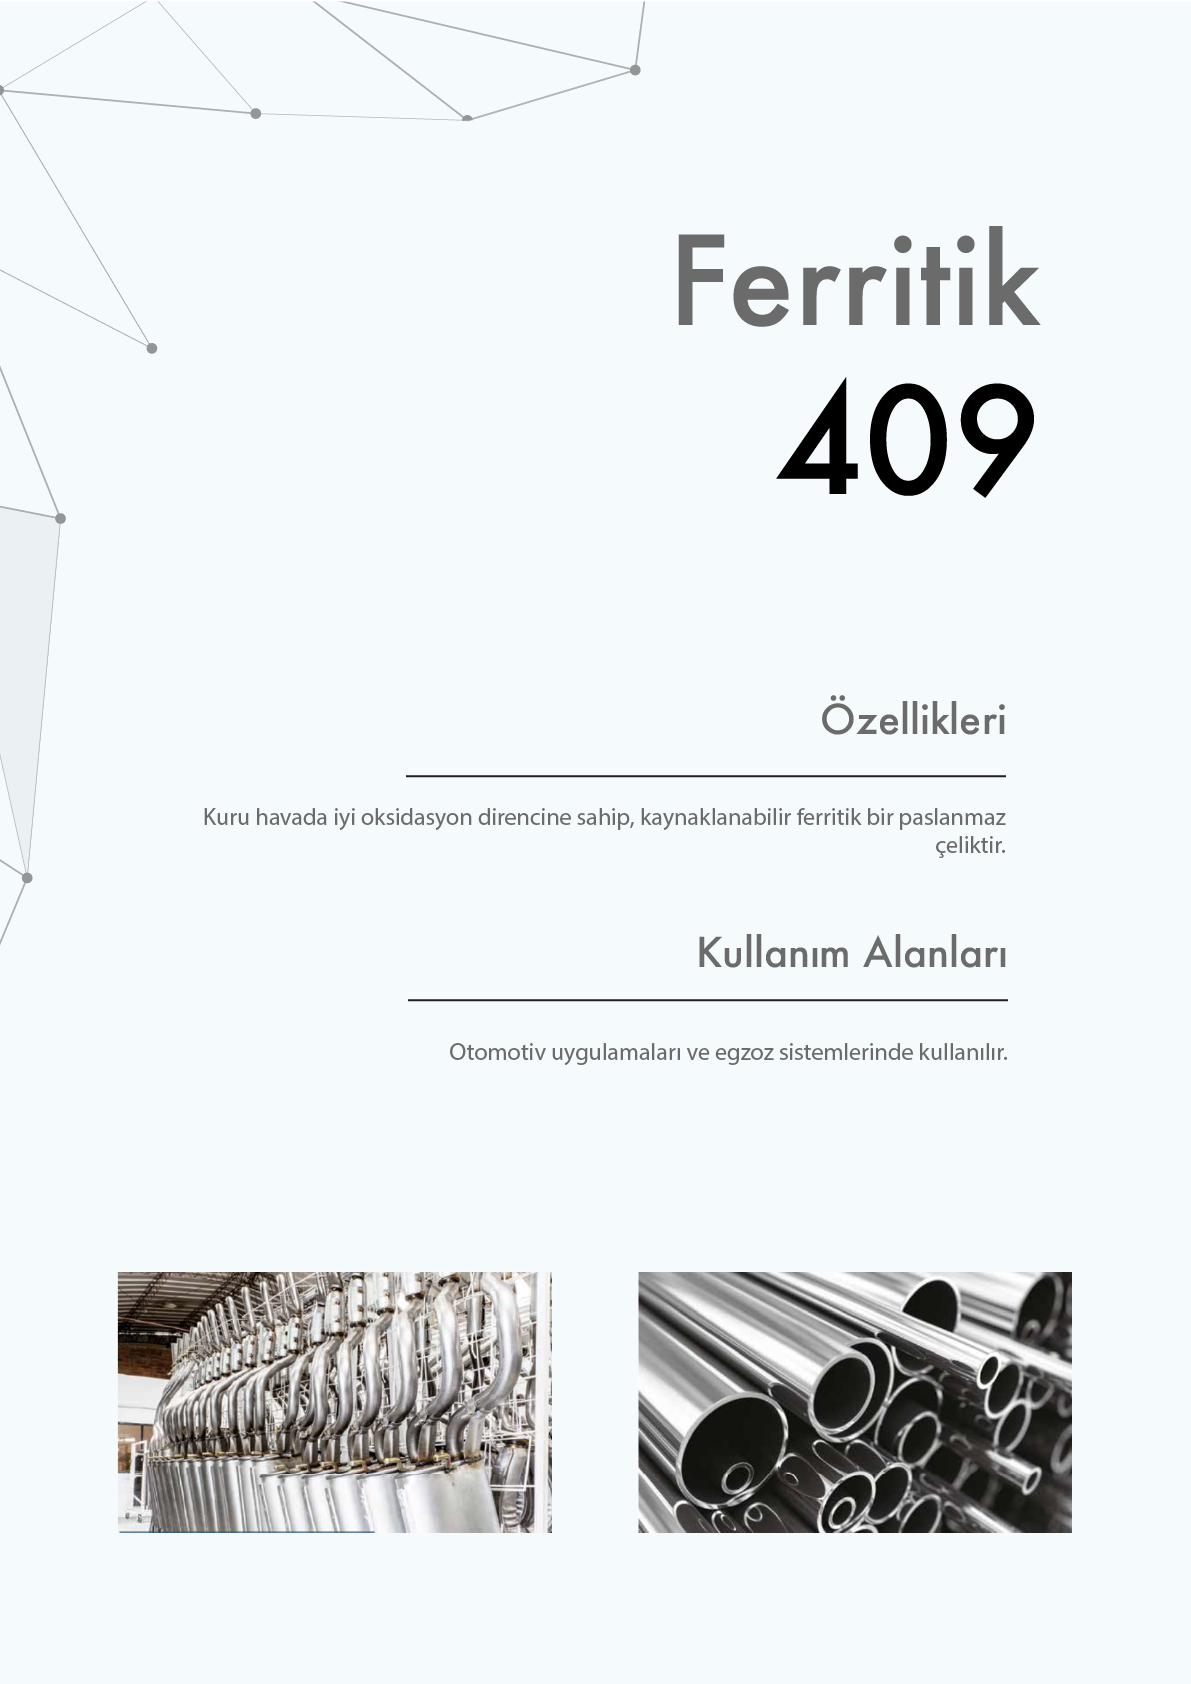 Ferritik
409
Özellikleri
Kuru havada iyi oksidasyon direncine sahip, kaynaklanabilir ferritik bir paslanmaz
çeliktir.
Kullanım Alanları
Otomotiv uygulamaları ve egzoz sistemlerinde kullanılır.